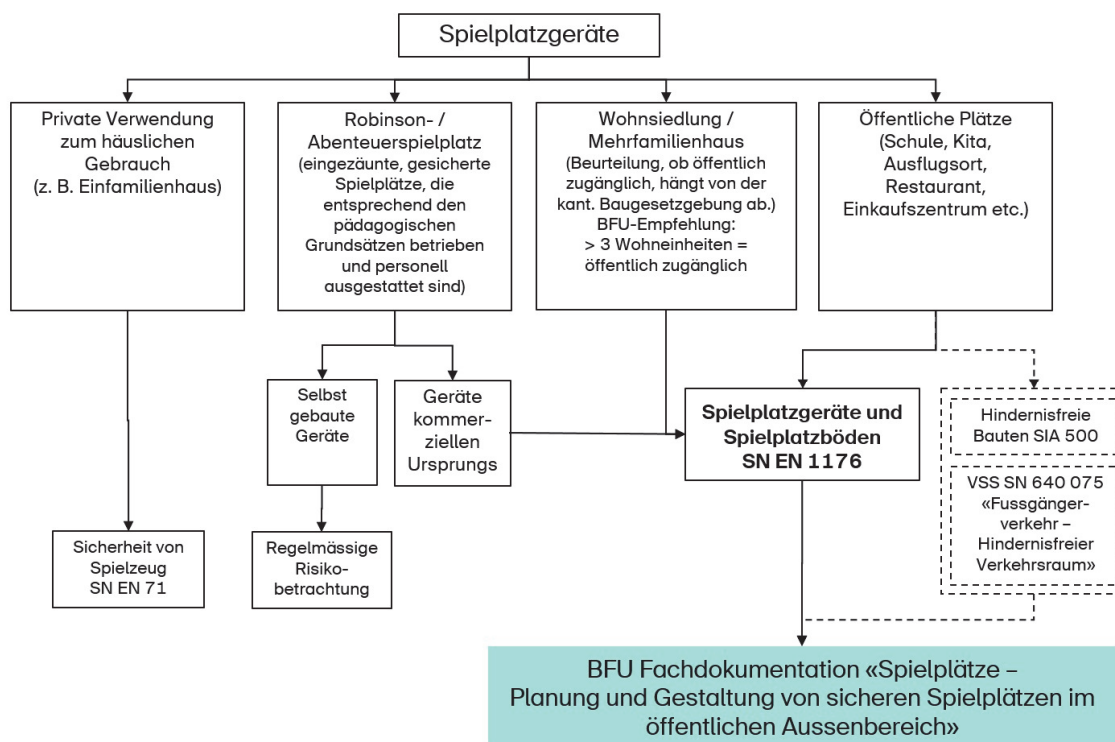 Spielplatzgeräte
Private Verwendung
zum häuslichen
Gebrauch
(z. B. Einfamilienhaus)
Robinson- /
Abenteuerspielplatz
(eingezäunte, gesicherte
Spielplätze, die
entsprechend den
pädagogischen
Grundsätzen betrieben
und personell
ausgestattet sind)
Wohnsiedlung /
Mehrfamilienhaus
(Beurteilung, ob öffentlich
zugänglich, hängt von der
kant. Baugesetzgebung ab.)
BFU-Empfehlung:
> 3 Wohneinheiten =
öffentlich zugänglich
Öffentliche Plätze
(Schule, Kita,
Ausflugsort,
Restaurant,
Einkaufszentrum etc.)
Selbst
gebaute
Geräte
Geräte
kommer-
ziellen
Ursprungs
Spielplatzgeräte und
Spielplatzböden
SN EN 1176
Hindernisfreie
Bauten SIA 500
VSS SN 640 075
«Fussgänger-
verkehr –
Hindernisfreier
Verkehrsraum»
Sicherheit von
Spielzeug
SN EN 71
Regelmässige
Risiko-
betrachtung
BFU Fachdokumentation «Spielplätze –
Planung und Gestaltung von sicheren Spielplätzen im
öffentlichen Aussenbereich»